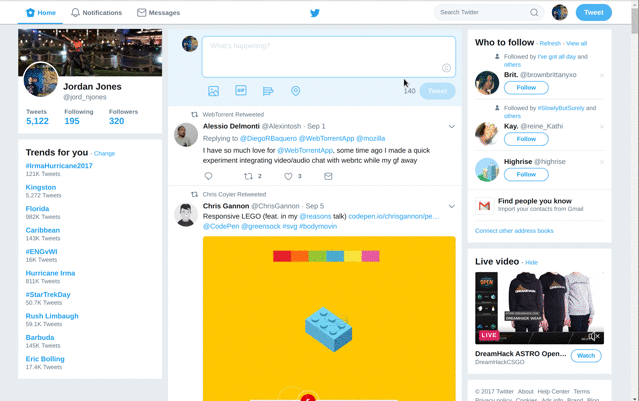 Home
Notifications
Messages
Search Twitter
Tweet
Jordan Jones
@jord_njones
Tweets Following Followers
5,122 195 320
Trends for you · Change
#IrmaHurricane2017
121K Tweets
Kingston
5,272 Tweets
Florida
982K Tweets
Caribbean
143K Tweets
#ENGvWI
16K Tweets
Hurricane Irma
811K Tweets
#StarTrekDay
50.7K Tweets
Rush Limbaugh
59.1K Tweets
Barbuda
145K Tweets
Eric Bolling
17.4K Tweets
What's happening?
GIF
140
Tweet
WebTorrent Retweeted
Alessio Delmonti @Alexintosh · Sep 1
Replying to @DiegoRBaquero @WebTorrentApp @mozilla
I have so much love for @WebTorrentApp, some time ago I made a quick
experiment integrating video/audio chat with webrtc while my gf away
2 3
Chris Coyier Retweeted
Chris Gannon @ChrisGannon · Sep 5
Responsive LEGO (feat. in my @reasons talk) codepen.io/chrisgannon/pe…
@CodePen @greensock #svg #bodymovin
Who to follow · Refresh · View all
Followed by I've got all day and
others
Brit. @brownbrittanyxo
Follow
Followed by #SlowlyButSurely and
others
Kay. @reine_Kathi
Follow
Highrise @highrise
Follow
Find people you know
Import your contacts from Gmail
Connect other address books
Live video · Hide
DREAMHACK WEAR
LIVE
DreamHack ASTRO Open...
DreamHackCSGO
Watch
© 2017 Twitter About Help Center Terms
Privacy policy Cookies Ads info Brand Blog